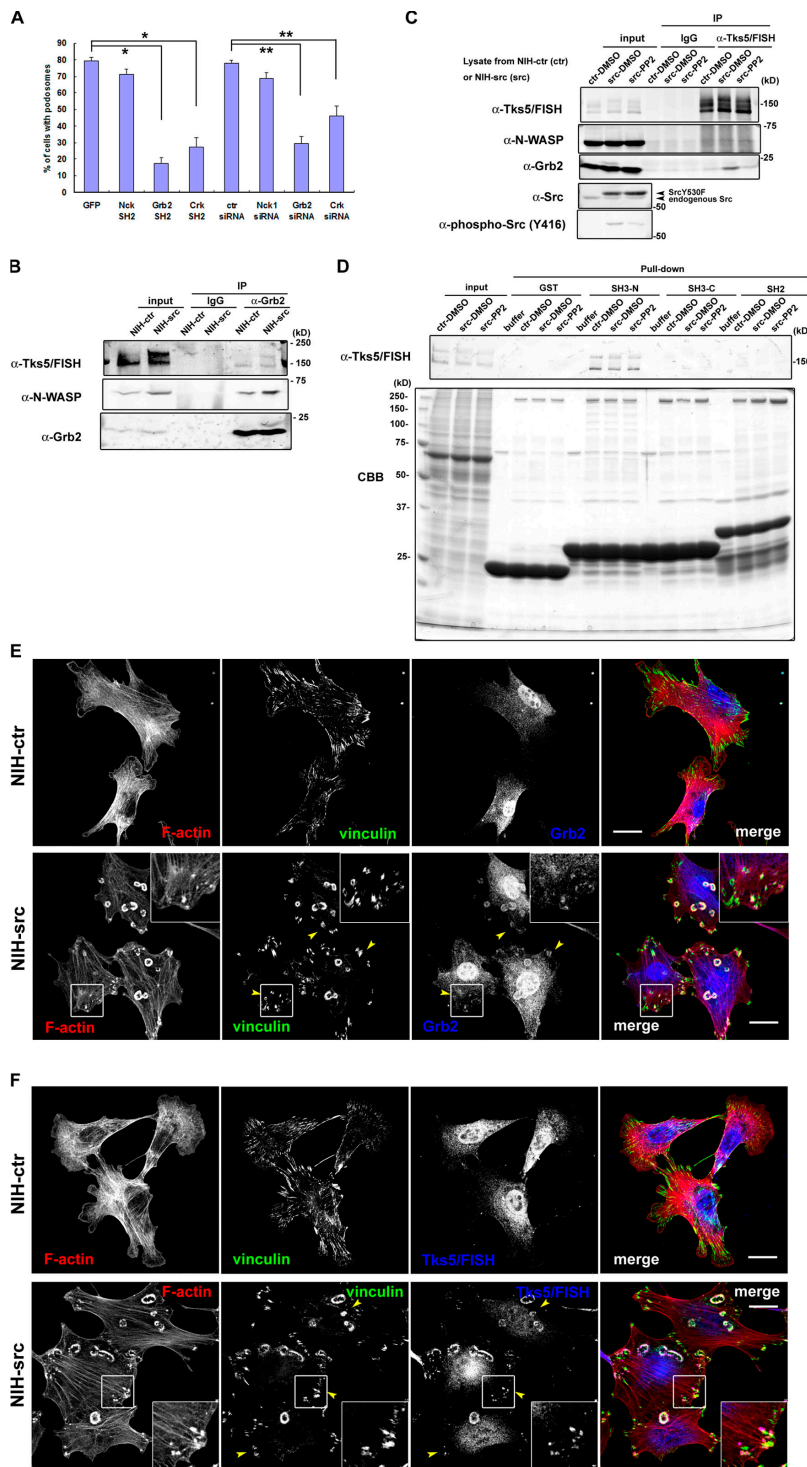 A
% of cells with podosomes
90
80
70
60
50
40
30
20
10
0
*
*
**
**
GFP
Nck SH2
Grb2 SH2
Crk SH2
ctr siRNA
Nck1 siRNA
Grb2 siRNA
Crk siRNA
B
IP
input
IgG
α-Grb2
NIH-ctr
NIH-src
NIH-ctr
NIH-src
NIH-ctr
NIH-src
(kD)
α-Tks5/FISH
- 250
- 150
α-N-WASP
- 75
α-Grb2
- 25
C
IP
input
IgG
α-Tks5/FISH
Lysate from NIH-ctr (ctr)
or NIH-src (src)
ctr-DMSO
src-DMSO
src-PP2
ctr-DMSO
src-DMSO
src-PP2
ctr-DMSO
src-DMSO
src-PP2
(kD)
α-Tks5/FISH
-150
α-N-WASP
-75
α-Grb2
-25
α-Src
SrcY530F
endogenous Src
-50
α-phospho-Src (Y416)
-50
D
Pull-down
input
GST
SH3-N
SH3-C
SH2
ctr-DMSO
src-DMSO
src-PP2
buffer
ctr-DMSO
src-DMSO
src-PP2
buffer
ctr-DMSO
src-DMSO
src-PP2
buffer
ctr-DMSO
src-DMSO
src-PP2
buffer
ctr-DMSO
src-DMSO
src-PP2
(kD)
α-Tks5/FISH
-150
(kD)
250-
150-
100-
75-
50-
37-
25-
CBB
E
NIH-ctr
F-actin
vinculin
Grb2
merge
NIH-src
F-actin
vinculin
Grb2
merge
F
NIH-ctr
F-actin
vinculin
Tks5/FISH
merge
NIH-src
F-actin
vinculin
Tks5/FISH
merge